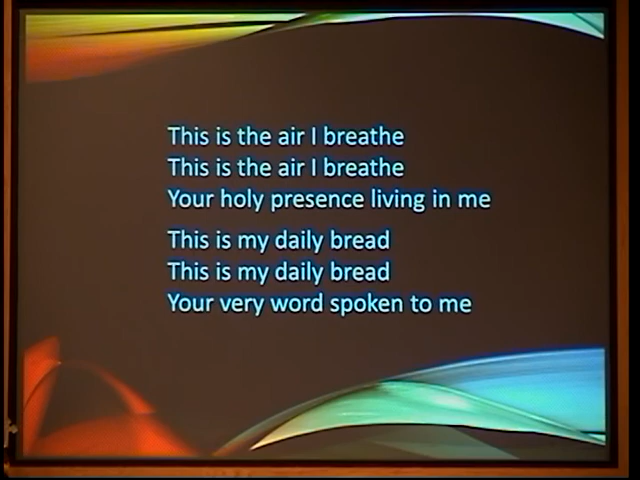 This is the air I breathe
This is the air I breathe
Your holy presence living in me
This is my daily bread
This is my daily bread
Your very word spoken to me